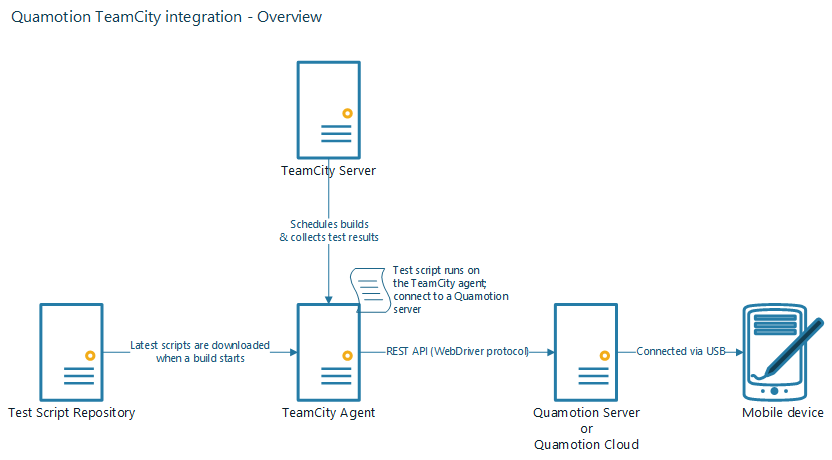 Quamotion TeamCity integration - Overview
TeamCity Server
Schedules builds
& collects test results
Test script runs on
the TeamCity agent;
connect to a Quamotion
server
Latest scripts are downloaded
when a build starts
REST API (WebDriver protocol)
Connected via USB
Test Script Repository
TeamCity Agent
Quamotion Server
or
Quamotion Cloud
Mobile device